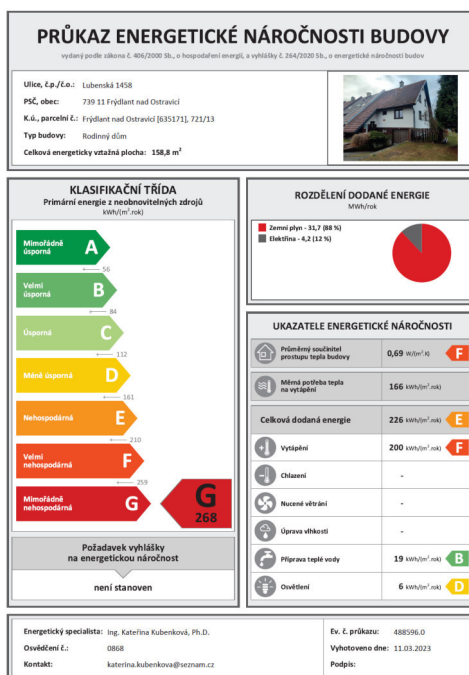 PRŮKAZ ENERGETICKÉ NÁROČNOSTI BUDOVY
vydaný podle zákona č. 406/2000 Sb., o hospodaření energií, a vyhlášky č. 264/2020 Sb., o energetické náročnosti budov
Ulice, č.p./č.o.: Lubenská 1458
PSČ, obec: 739 11 Frýdlant nad Ostravicí
K.ú., parcelní č.: Frýdlant nad Ostravicí [635171], 721/13
Typ budovy: Rodinný dům
Celková energeticky vztažná plocha: 158,8 m²
KLASIFIKAČNÍ TŘÍDA
Primární energie z neobnovitelných zdrojů
kWh/(m².rok)
Mimořádně úsporná A
56
Velmi úsporná B
84
Úsporná C
112
Méně úsporná D
161
Nehospodárná E
210
Velmi nehospodárná F
259
Mimořádně nehospodárná G
G
268
Požadavek vyhlášky
na energetickou náročnost
není stanoven
ROZDĚLENÍ DODANÉ ENERGIE
MWh/rok
Zemní plyn - 31,7 (88 %)
Elektřina - 4,2 (12 %)
UKAZATELE ENERGETICKÉ NÁROČNOSTI
Průměrný součinitel prostupu tepla budovy 0,69 W/(m².K) F
Měrná potřeba tepla na vytápění 166 kWh/(m².rok)
Celková dodaná energie 226 kWh/(m².rok) E
Vytápění 200 kWh/(m².rok) F
Chlazení -
Nucené větrání -
Úprava vlhkosti -
Příprava teplé vody 19 kWh/(m².rok) B
Osvětlení 6 kWh/(m².rok) D
Energetický specialista: Ing. Kateřina Kubenková, Ph.D.
Osvědčení č.: 0868
Kontakt: katerina.kubenkova@seznam.cz
Ev. č. průkazu: 488596.0
Vyhotoveno dne: 11.03.2023
Podpis: